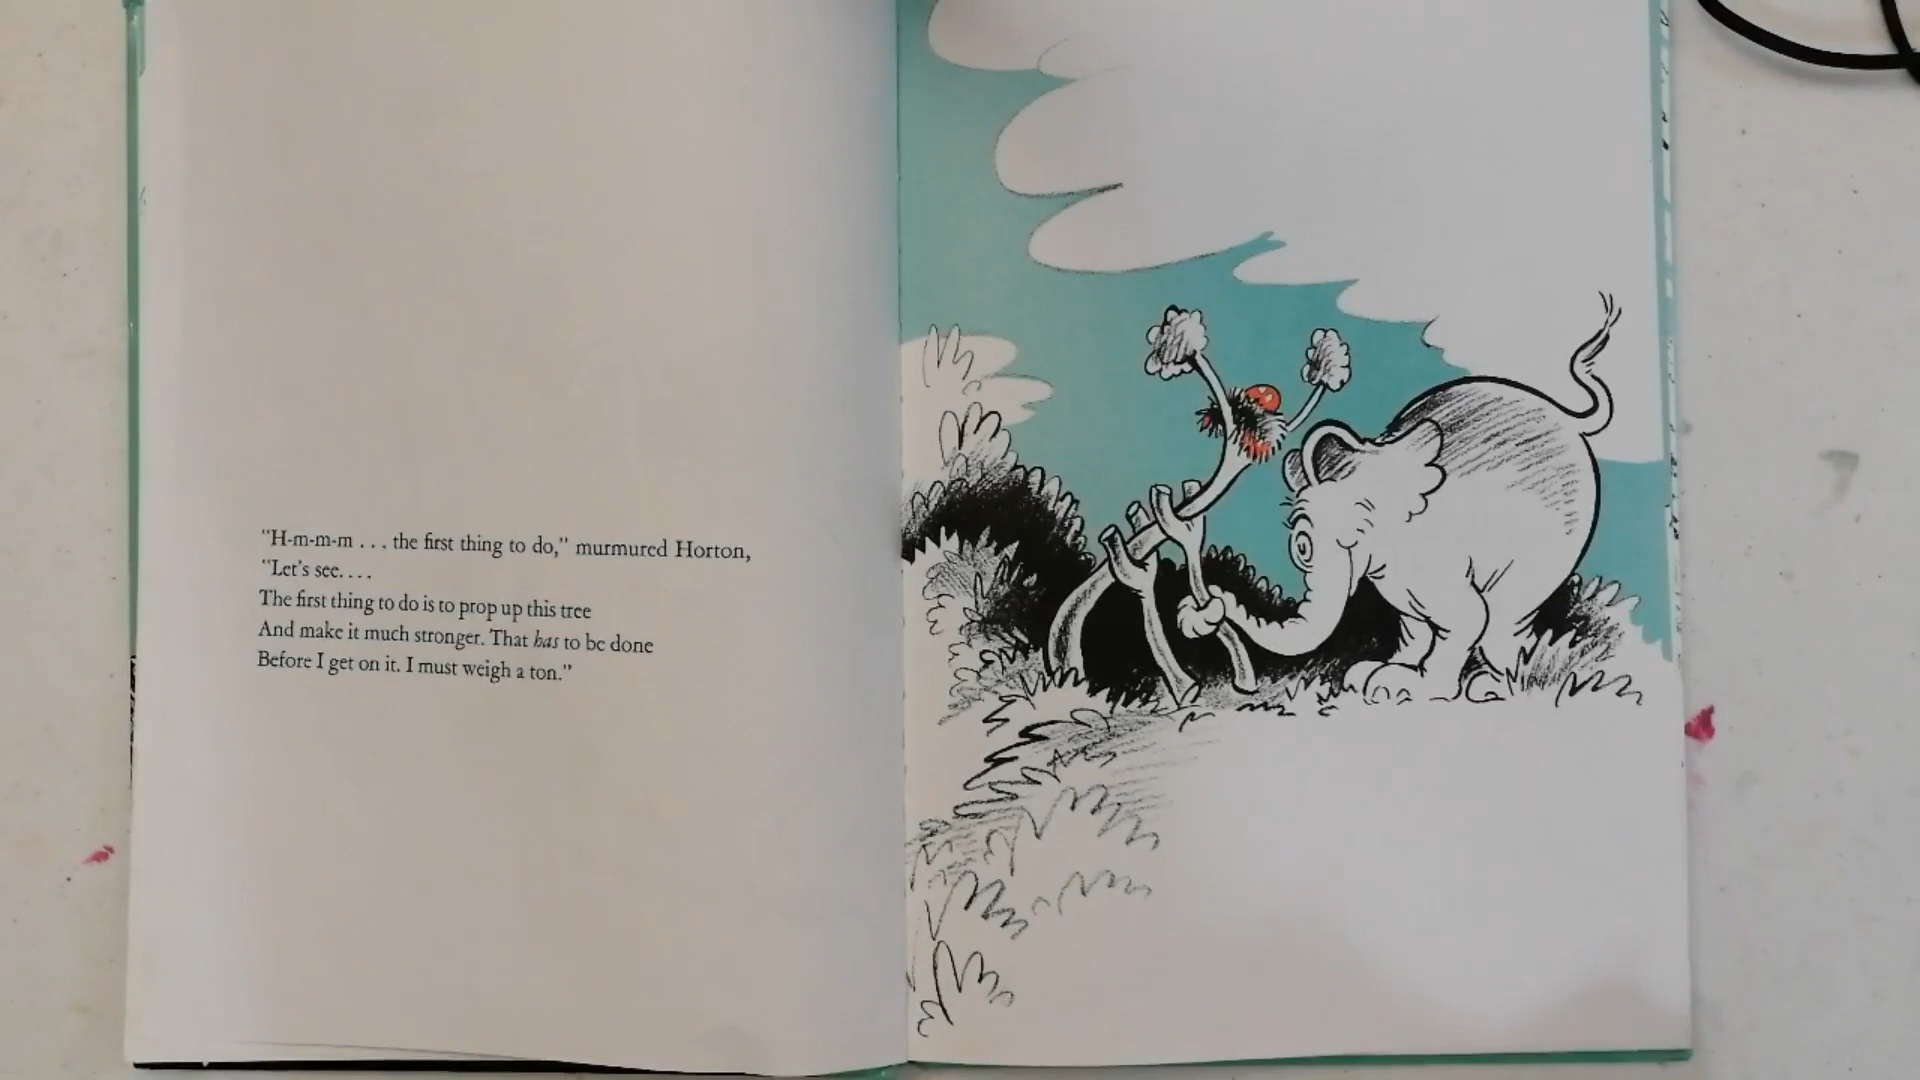 "H-m-m-m . . . the first thing to do," murmured Horton,
"Let's see. . . .
The first thing to do is to prop up this tree
And make it much stronger. That has to be done
Before I get on it. I must weigh a ton."